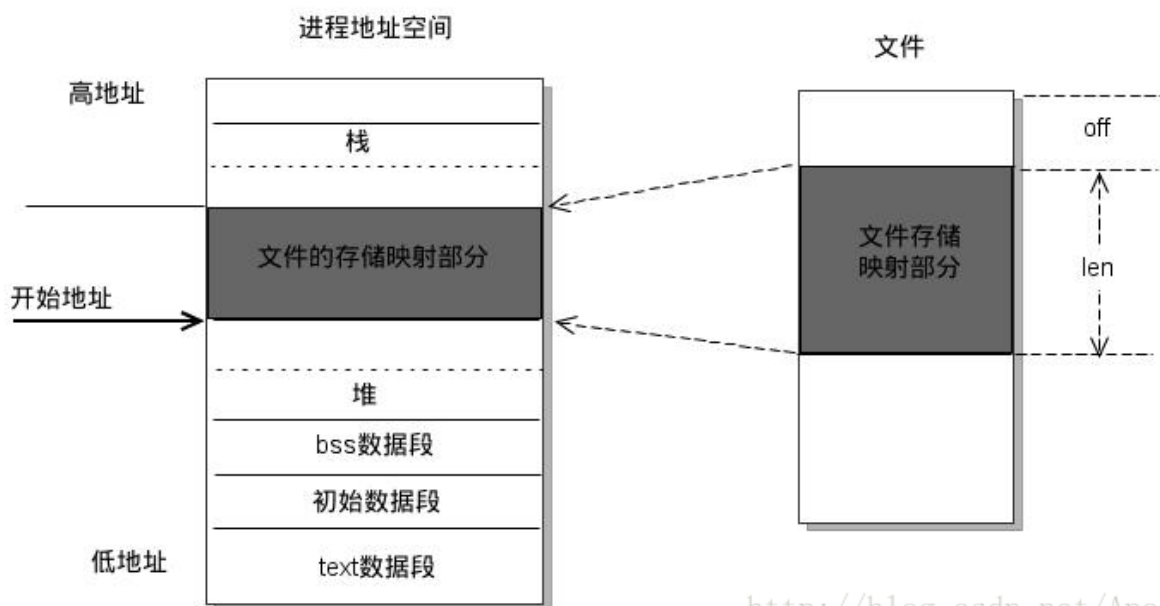 进程地址空间
文件
高地址
栈
off
文件的存储映射部分
文件存储
映射部分
len
开始地址
堆
bss数据段
初始数据段
低地址
text数据段